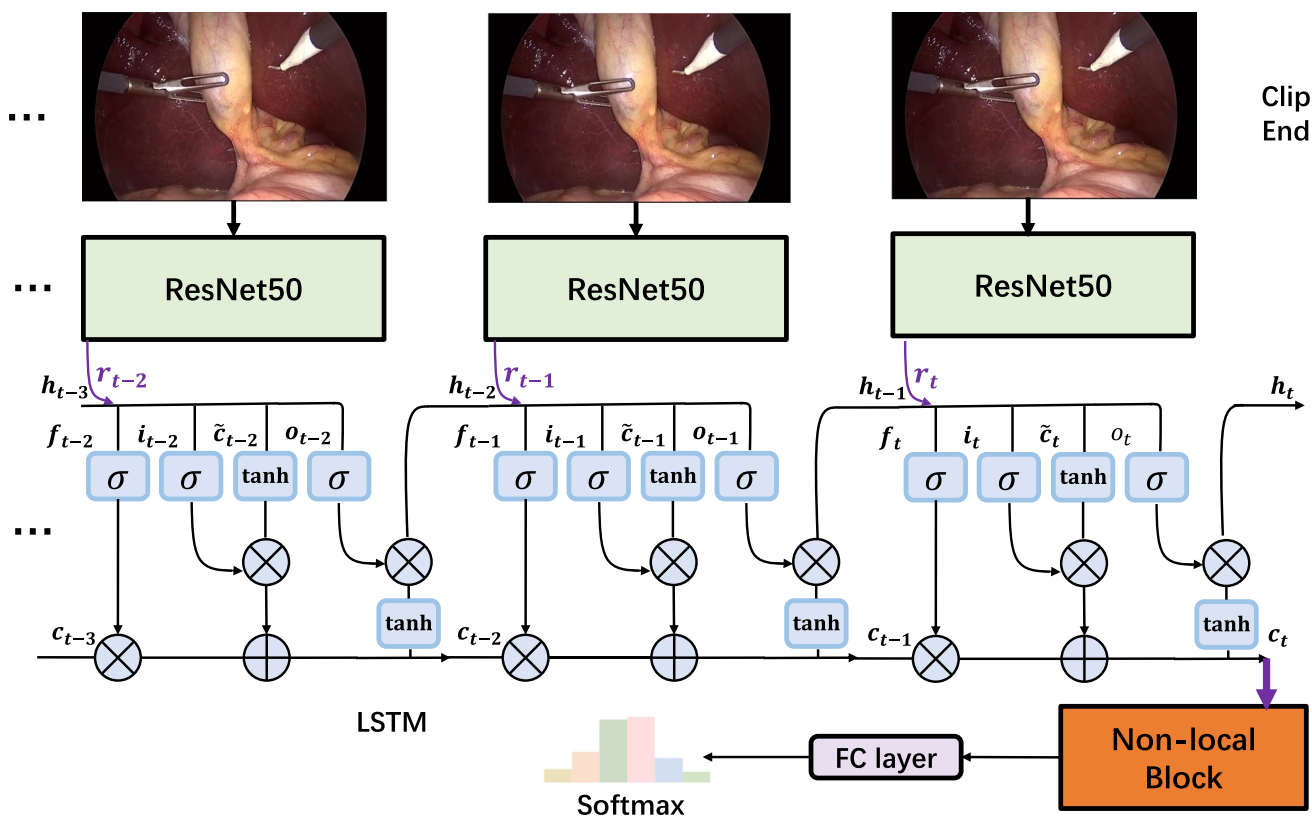 ...
Clip
End
... ResNet50 ResNet50 ResNet50
r_{t−2} r_{t−1} r_t
h_{t−3} h_{t−2} h_{t−1} h_t
f_{t−2} i_{t−2} c̃_{t−2} o_{t−2} f_{t−1} i_{t−1} c̃_{t−1} o_{t−1} f_t i_t c̃_t o_t
σ σ tanh σ σ σ tanh σ σ σ tanh σ
...
tanh tanh tanh
c_{t−3} c_{t−2} c_{t−1} c_t
LSTM
Non-local
Block
FC layer
Softmax